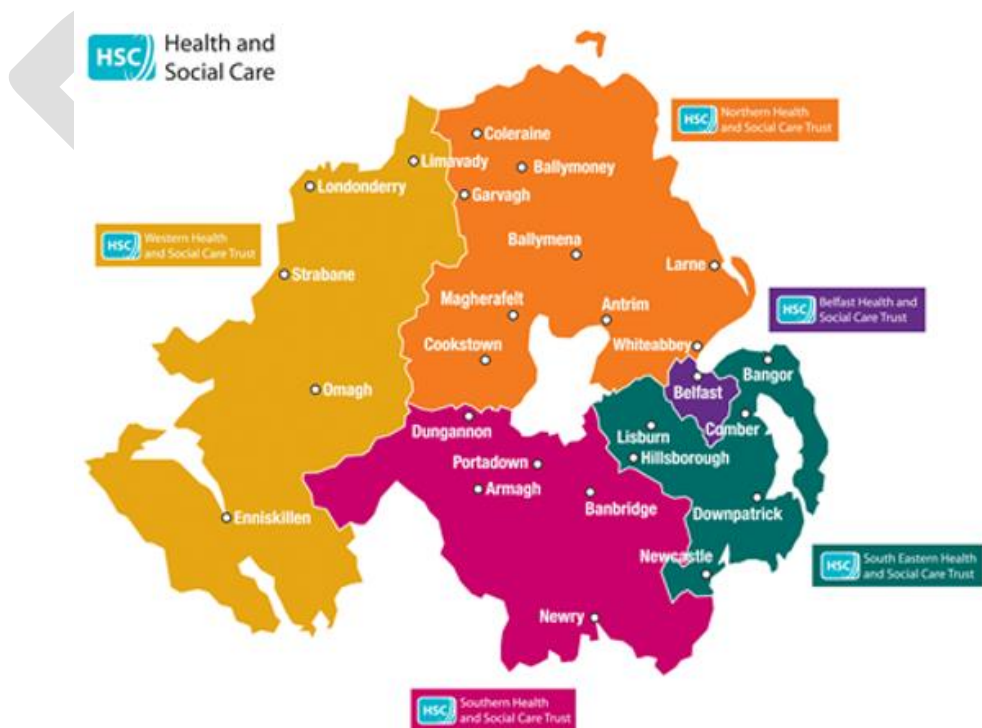 HSC Health and
Social Care
HSC Northern Health
and Social Care Trust
Coleraine
Limavady
Ballymoney
Londonderry
Garvagh
HSC Western Health
and Social Care Trust
Ballymena
Larne
Strabane
HSC Belfast Health and
Social Care Trust
Magherafelt
Antrim
Whiteabbey
Cookstown
Bangor
Omagh
Belfast
Dungannon
Comber
Lisburn
Hillsborough
Portadown
Armagh
Banbridge
Downpatrick
Enniskillen
Newcastle
HSC South Eastern Health
and Social Care Trust
Newry
HSC Southern Health
and Social Care Trust